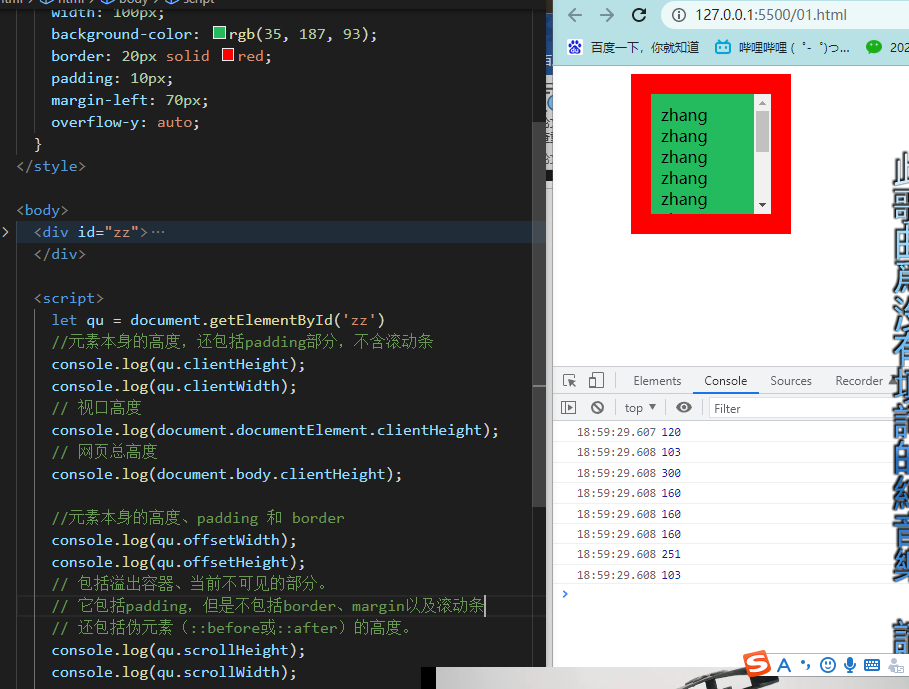 width: 100px;
background-color: rgb(35, 187, 93);
border: 20px solid red;
padding: 10px;
margin-left: 70px;
overflow-y: auto;
}
</style>
<body>
<div id="zz">…
</div>
<script>
let qu = document.getElementById('zz')
//元素本身的高度，还包括padding部分，不含滚动条
console.log(qu.clientHeight);
console.log(qu.clientWidth);
// 视口高度
console.log(document.documentElement.clientHeight);
// 网页总高度
console.log(document.body.clientHeight);
//元素本身的高度、padding 和 border
console.log(qu.offsetWidth);
console.log(qu.offsetHeight);
// 包括溢出容器、当前不可见的部分。
// 它包括padding，但是不包括border、margin以及滚动条
// 还包括伪元素（::before或::after）的高度。
console.log(qu.scrollHeight);
console.log(qu.scrollWidth);
127.0.0.1:5500/01.html
百度一下，你就知道
哔哩哔哩 ( ゜- ゜)つ...
202
zhang
zhang
zhang
zhang
zhang
Elements Console Sources Recorder
top Filter
18:59:29.607 120
18:59:29.608 103
18:59:29.608 300
18:59:29.608 160
18:59:29.608 160
18:59:29.608 160
18:59:29.608 251
18:59:29.608 103